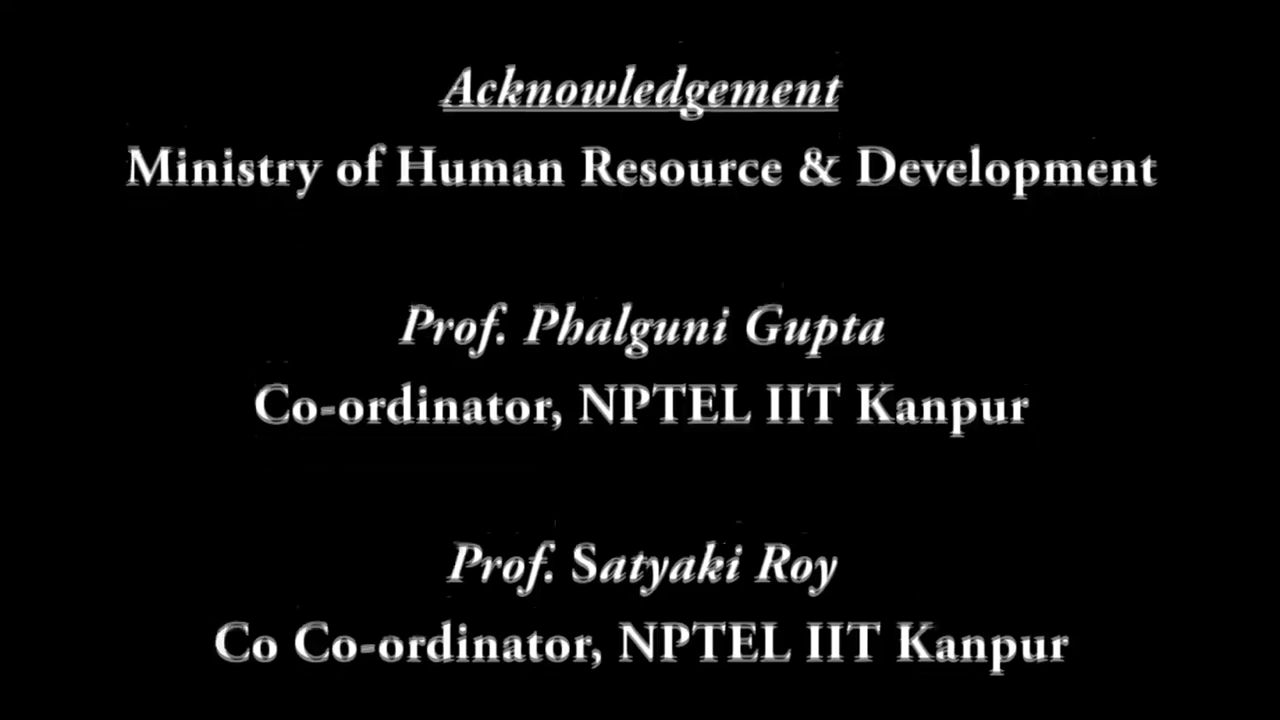 Acknowledgement
Ministry of Human Resource & Development
Prof. Phalguni Gupta
Co-ordinator, NPTEL IIT Kanpur
Prof. Satyaki Roy
Co Co-ordinator, NPTEL IIT Kanpur